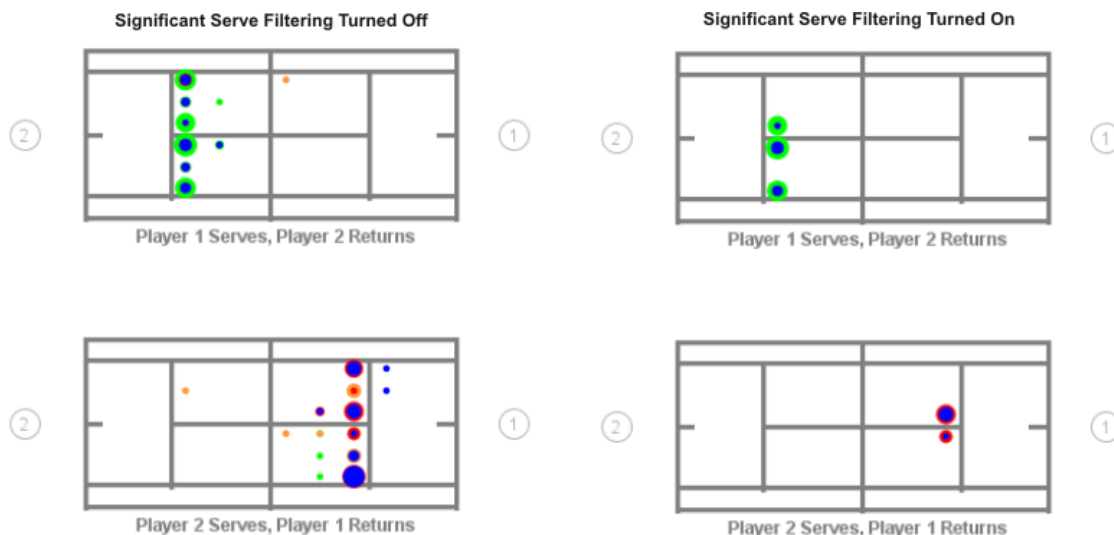 Significant Serve Filtering Turned Off
Significant Serve Filtering Turned On
2
1
2
1
Player 1 Serves, Player 2 Returns
Player 1 Serves, Player 2 Returns
2
1
2
1
Player 2 Serves, Player 1 Returns
Player 2 Serves, Player 1 Returns